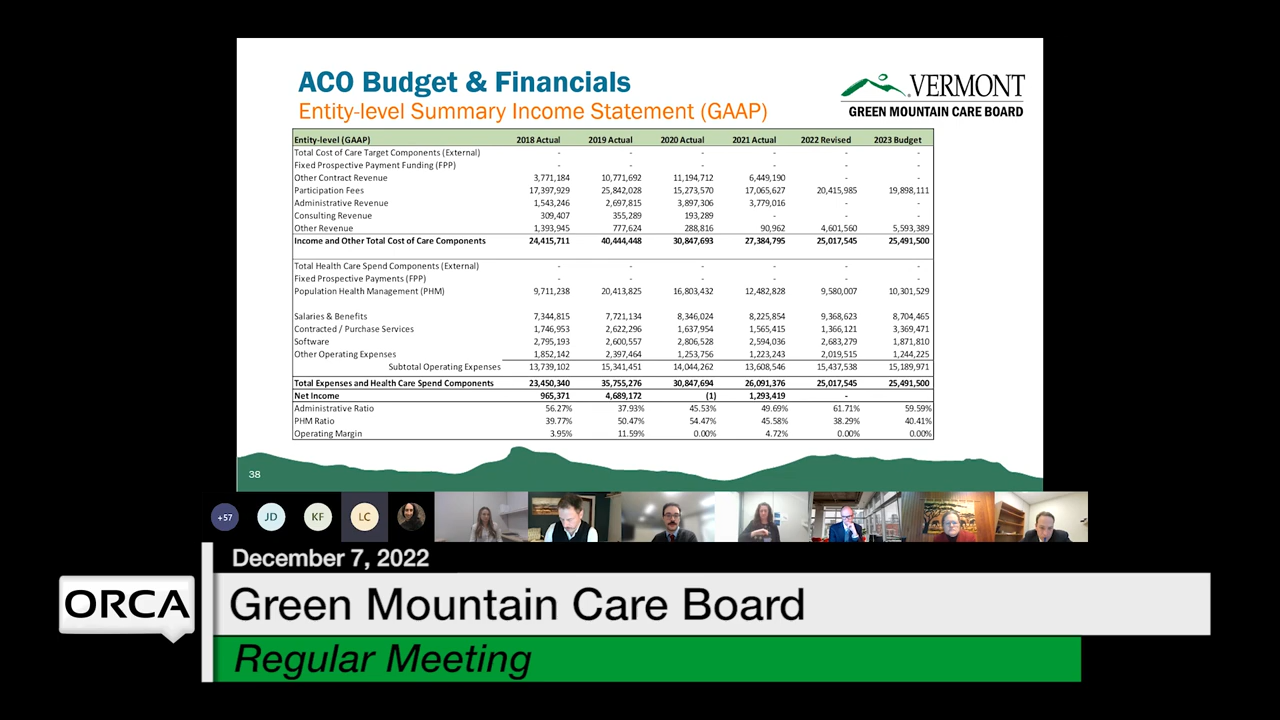 ACO Budget & Financials
Entity-level Summary Income Statement (GAAP)
VERMONT
GREEN MOUNTAIN CARE BOARD
Entity-level (GAAP) 2018 Actual 2019 Actual 2020 Actual 2021 Actual 2022 Revised 2023 Budget
Total Cost of Care Target Components (External) - - - - - -
Fixed Prospective Payment Funding (FPP) - - - - - -
Other Contract Revenue 3,771,184 10,771,692 11,194,712 6,449,190 - -
Participation Fees 17,397,929 25,842,028 15,273,570 17,065,627 20,415,985 19,898,111
Administrative Revenue 1,543,246 2,697,815 3,897,306 3,779,016 - -
Consulting Revenue 309,407 355,289 193,289 - - -
Other Revenue 1,393,945 777,624 288,816 90,962 4,601,560 5,593,389
Income and Other Total Cost of Care Components 24,415,711 40,444,448 30,847,693 27,384,795 25,017,545 25,491,500
Total Health Care Spend Components (External) - - - - - -
Fixed Prospective Payments (FPP) - - - - - -
Population Health Management (PHM) 9,711,238 20,413,825 16,803,432 12,482,828 9,580,007 10,301,529
Salaries & Benefits 7,344,815 7,721,134 8,346,024 8,225,854 9,368,623 8,704,465
Contracted / Purchase Services 1,746,953 2,622,296 1,637,954 1,565,415 1,366,121 3,369,471
Software 2,795,193 2,600,557 2,806,528 2,594,036 2,683,279 1,871,810
Other Operating Expenses 1,852,142 2,397,464 1,253,756 1,223,243 2,019,515 1,244,225
Subtotal Operating Expenses 13,739,102 15,341,451 14,044,262 13,608,546 15,437,538 15,189,971
Total Expenses and Health Care Spend Components 23,450,340 35,755,276 30,847,694 26,091,376 25,017,545 25,491,500
Net Income 965,371 4,689,172 (1) 1,293,419 -
Administrative Ratio 56.27% 37.93% 45.53% 49.69% 61.71% 59.59%
PHM Ratio 39.77% 50.47% 54.47% 45.58% 38.29% 40.41%
Operating Margin 3.95% 11.59% 0.00% 4.72% 0.00% 0.00%
38
+57 JD KF LC
December 7, 2022
ORCA
Green Mountain Care Board
Regular Meeting